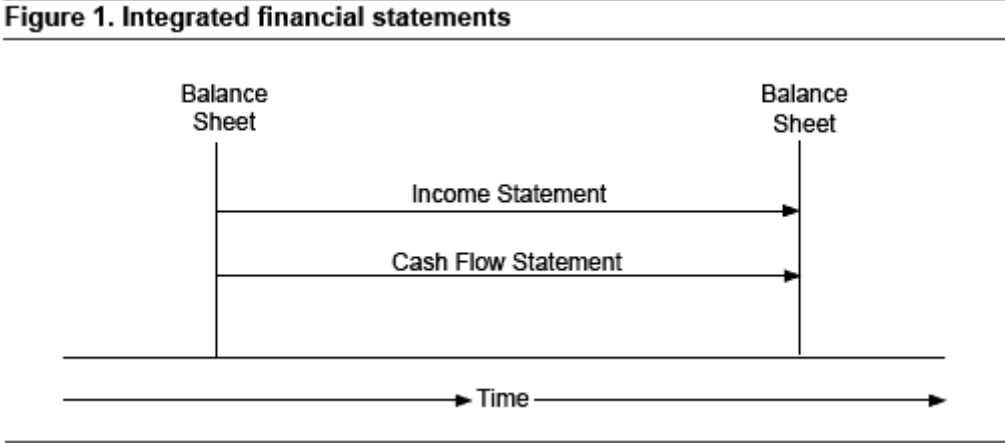 Figure 1. Integrated financial statements
Balance
Sheet
Balance
Sheet
Income Statement
Cash Flow Statement
Time